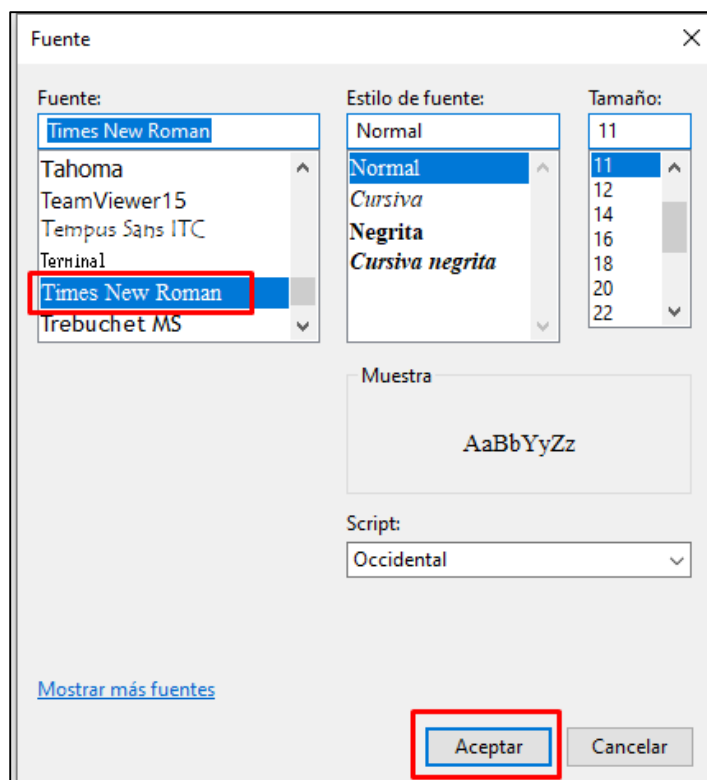 Fuente
Fuente:
Estilo de fuente:
Tamaño:
Times New Roman
Normal
11
Tahoma
TeamViewer15
Tempus Sans ITC
Terminal
Times New Roman
Trebuchet MS
Normal
Cursiva
Negrita
Cursiva negrita
11
12
14
16
18
20
22
Muestra
AaBbYyZz
Script:
Occidental
Mostrar más fuentes
Aceptar
Cancelar